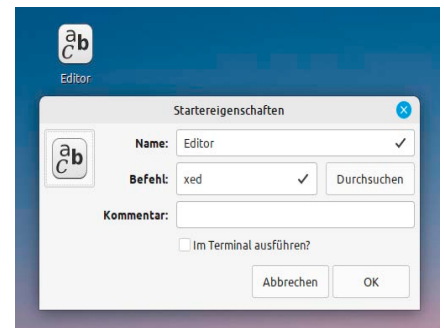 Editor
Startereigenschaften
Name: Editor
Befehl: xed Durchsuchen
Kommentar:
Im Terminal ausführen?
Abbrechen OK